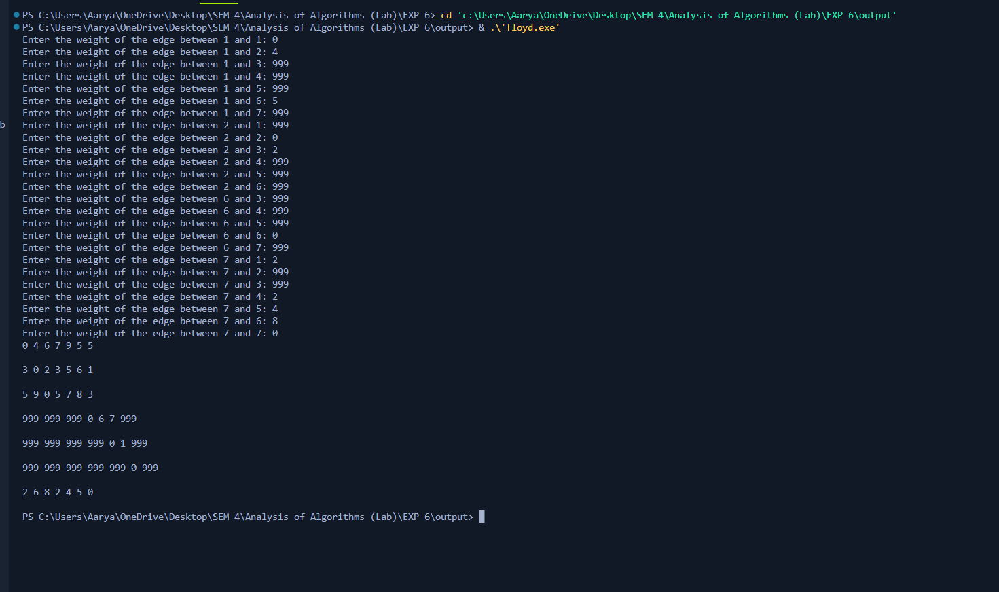 PS C:\Users\Aarya\OneDrive\Desktop\SEM 4\Analysis of Algorithms (Lab)\EXP 6> cd 'c:\Users\Aarya\OneDrive\Desktop\SEM 4\Analysis of Algorithms (Lab)\EXP 6\output'
PS C:\Users\Aarya\OneDrive\Desktop\SEM 4\Analysis of Algorithms (Lab)\EXP 6\output> & .\'floyd.exe'
Enter the weight of the edge between 1 and 1: 0
Enter the weight of the edge between 1 and 2: 4
Enter the weight of the edge between 1 and 3: 999
Enter the weight of the edge between 1 and 4: 999
Enter the weight of the edge between 1 and 5: 999
Enter the weight of the edge between 1 and 6: 5
Enter the weight of the edge between 1 and 7: 999
b
Enter the weight of the edge between 2 and 1: 999
Enter the weight of the edge between 2 and 2: 0
Enter the weight of the edge between 2 and 3: 2
Enter the weight of the edge between 2 and 4: 999
Enter the weight of the edge between 2 and 5: 999
Enter the weight of the edge between 2 and 6: 999
Enter the weight of the edge between 6 and 3: 999
Enter the weight of the edge between 6 and 4: 999
Enter the weight of the edge between 6 and 5: 999
Enter the weight of the edge between 6 and 6: 0
Enter the weight of the edge between 6 and 7: 999
Enter the weight of the edge between 7 and 1: 2
Enter the weight of the edge between 7 and 2: 999
Enter the weight of the edge between 7 and 3: 999
Enter the weight of the edge between 7 and 4: 2
Enter the weight of the edge between 7 and 5: 4
Enter the weight of the edge between 7 and 6: 8
Enter the weight of the edge between 7 and 7: 0
0 4 6 7 9 5 5
3 0 2 3 5 6 1
5 9 0 5 7 8 3
999 999 999 0 6 7 999
999 999 999 999 0 1 999
999 999 999 999 999 0 999
2 6 8 2 4 5 0
PS C:\Users\Aarya\OneDrive\Desktop\SEM 4\Analysis of Algorithms (Lab)\EXP 6\output>